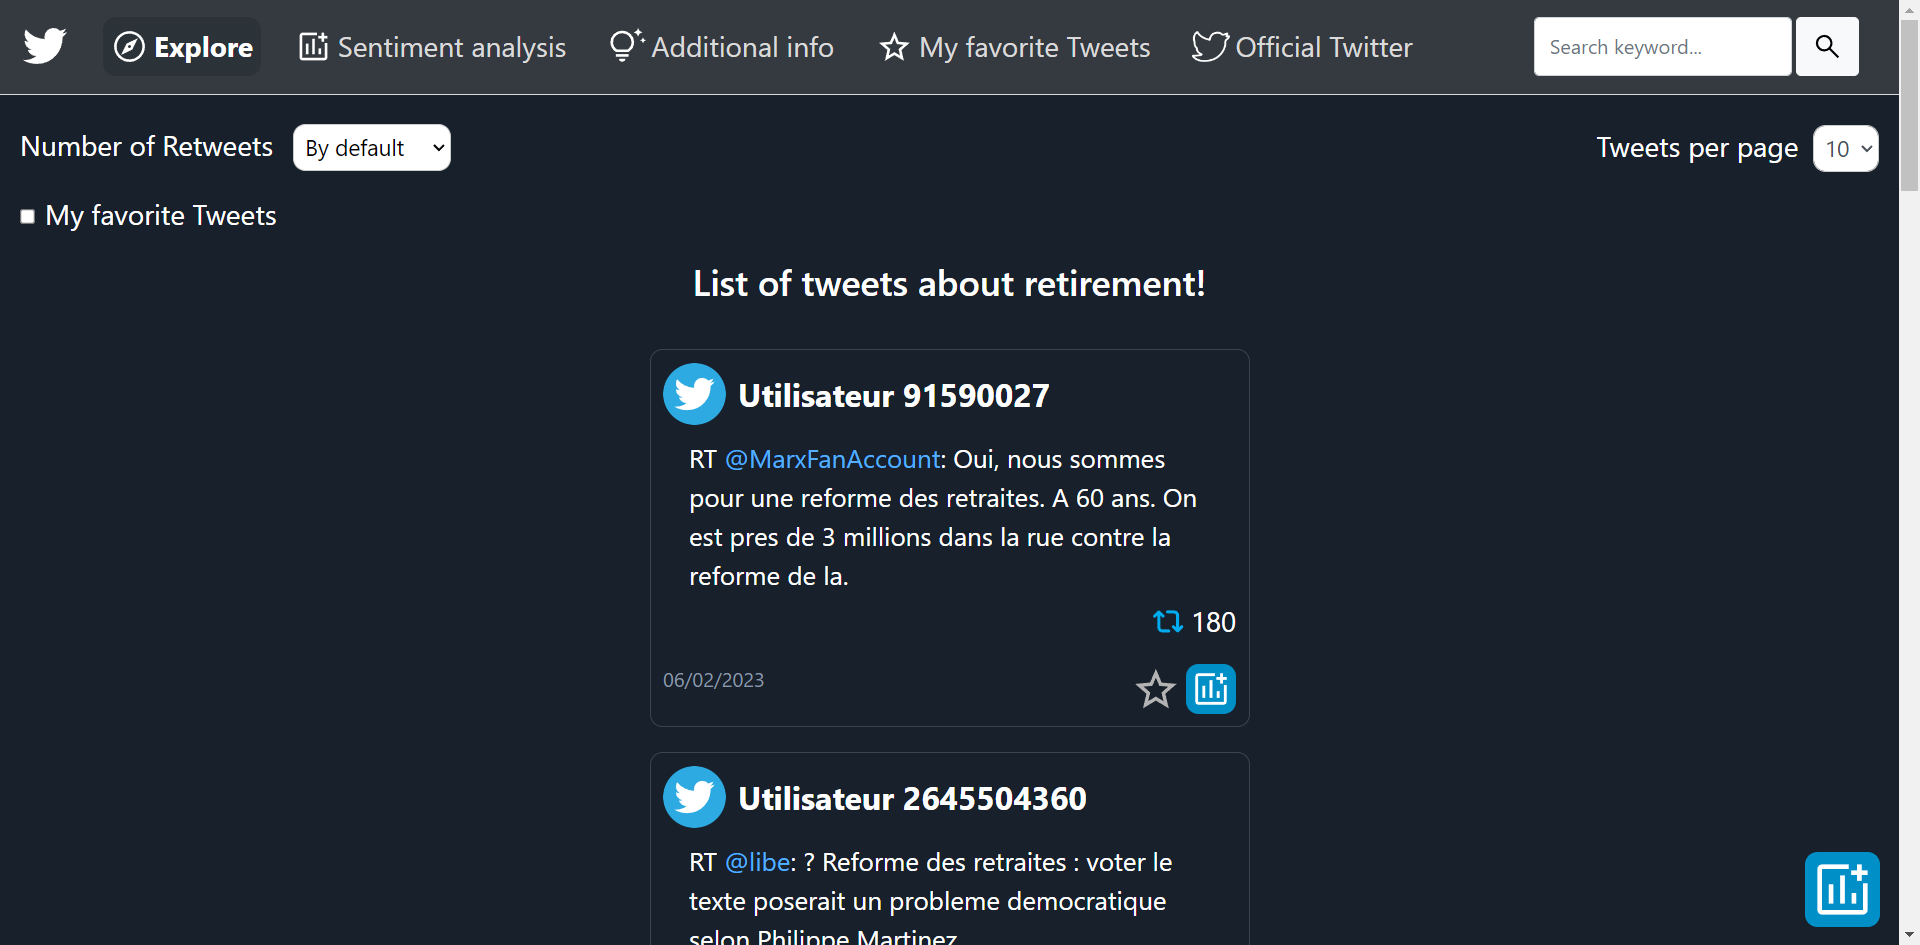 Explore Sentiment analysis Additional info My favorite Tweets Official Twitter Search keyword...
Number of Retweets By default Tweets per page 10
My favorite Tweets
List of tweets about retirement!
Utilisateur 91590027
RT @MarxFanAccount: Oui, nous sommes
pour une reforme des retraites. A 60 ans. On
est pres de 3 millions dans la rue contre la
reforme de la.
180
06/02/2023
Utilisateur 2645504360
RT @libe: ? Reforme des retraites : voter le
texte poserait un probleme democratique
selon Philippe Martinez